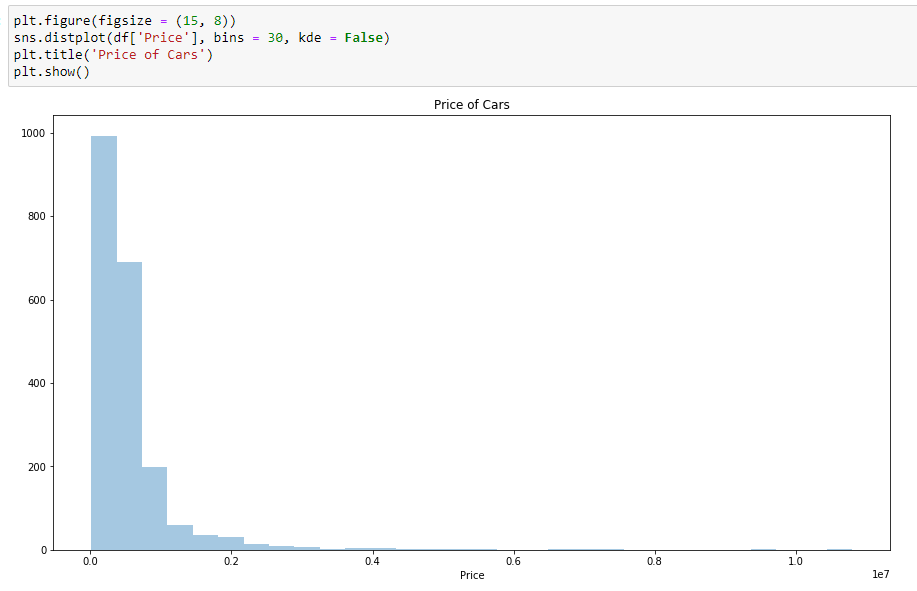 plt.figure(figsize = (15, 8))
sns.distplot(df['Price'], bins = 30, kde = False)
plt.title('Price of Cars')
plt.show()
Price of Cars
1000
800
600
400
200
0
0.0 0.2 0.4 0.6 0.8 1.0
1e7
Price